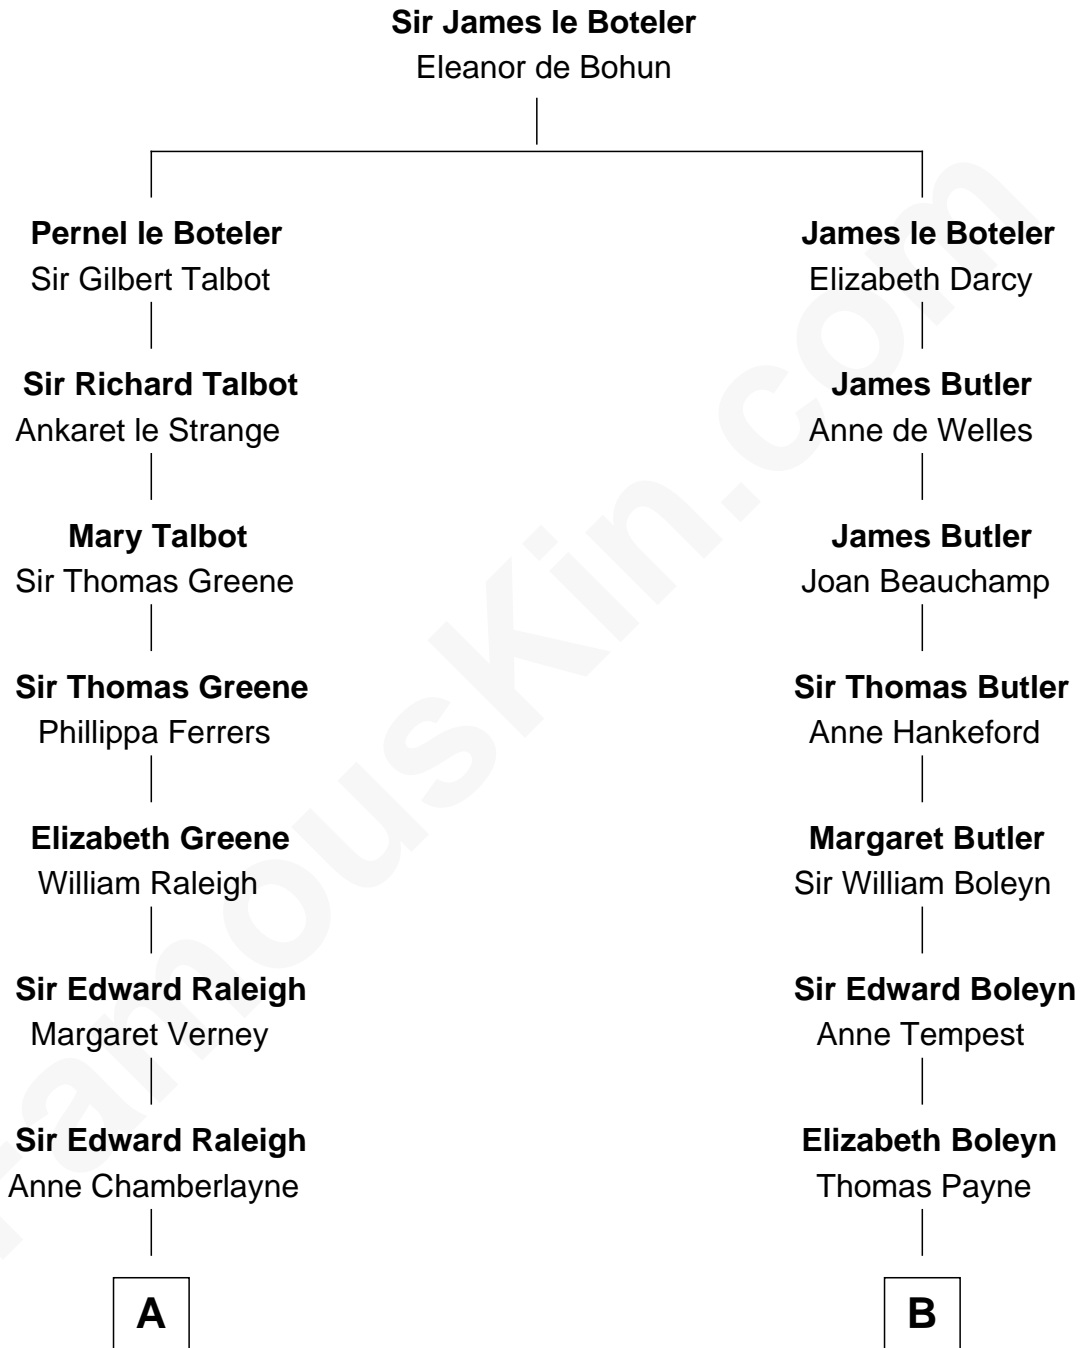 Sir James le Boteler
Eleanor de Bohun
Pernel le Boteler
Sir Gilbert Talbot
James le Boteler
Elizabeth Darcy
Sir Richard Talbot
Ankaret le Strange
James Butler
Anne de Welles
Mary Talbot
Sir Thomas Greene
James Butler
Joan Beauchamp
Sir Thomas Greene
Phillippa Ferrers
Sir Thomas Butler
Anne Hankeford
Elizabeth Greene
William Raleigh
Margaret Butler
Sir William Boleyn
Sir Edward Raleigh
Margaret Verney
Sir Edward Boleyn
Anne Tempest
Sir Edward Raleigh
Anne Chamberlayne
Elizabeth Boleyn
Thomas Payne
A
B
FamousKin.com